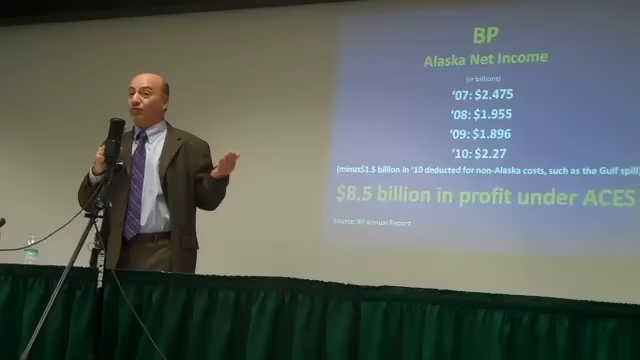 BP
Alaska Net Income
(in billions)
'07: $2.475
'08: $1.955
'09: $1.896
'10: $2.27
(minus$1.5 billion in '10 deducted for non-Alaska costs, such as the Gulf spill)
$8.5 billion in profit under ACES
Source: BP Annual Report